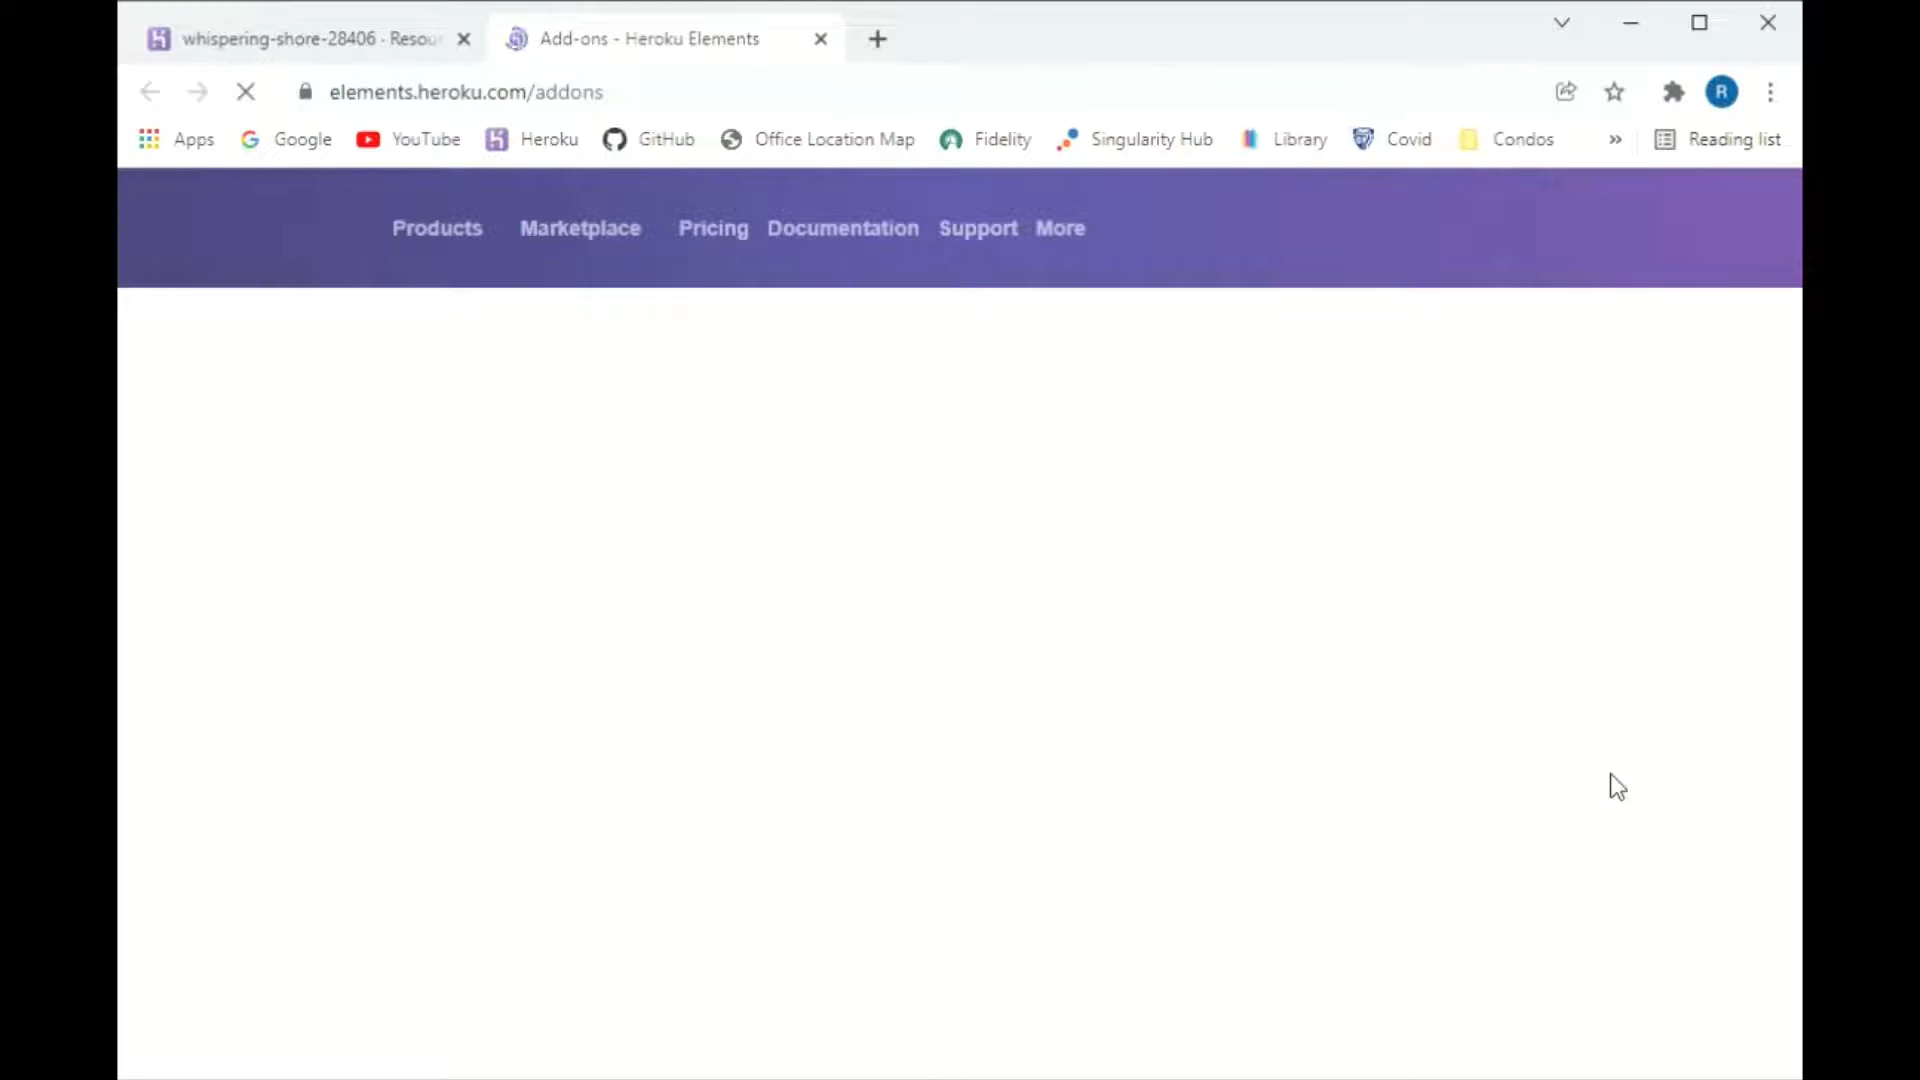 whispering-shore-28406 · Resour
Add-ons - Heroku Elements
elements.heroku.com/addons
R
Apps Google YouTube Heroku GitHub Office Location Map Fidelity Singularity Hub Library Covid Condos » Reading list
Products Marketplace Pricing Documentation Support More